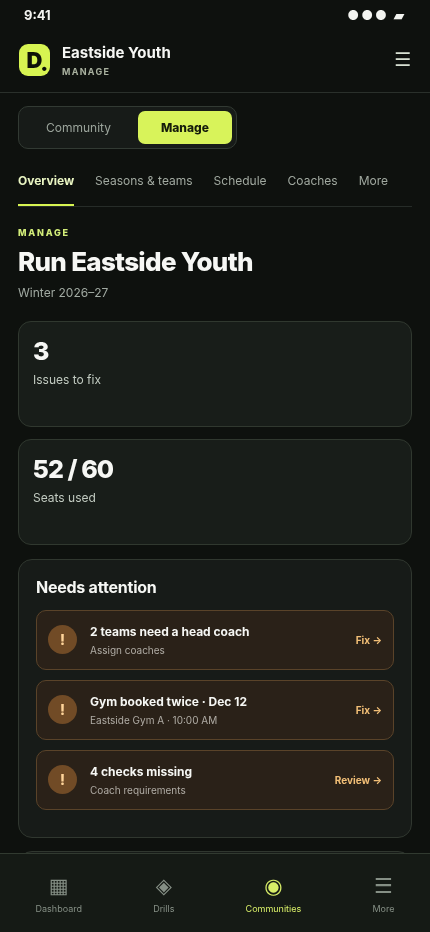 9:41
D.
Eastside Youth
MANAGE
Community
Manage
Overview
Seasons & teams
Schedule
Coaches
More
MANAGE
Run Eastside Youth
Winter 2026–27
3
Issues to fix
52 / 60
Seats used
Needs attention
!
2 teams need a head coach
Assign coaches
Fix →
!
Gym booked twice · Dec 12
Eastside Gym A · 10:00 AM
Fix →
!
4 checks missing
Coach requirements
Review →
Dashboard
Drills
Communities
More